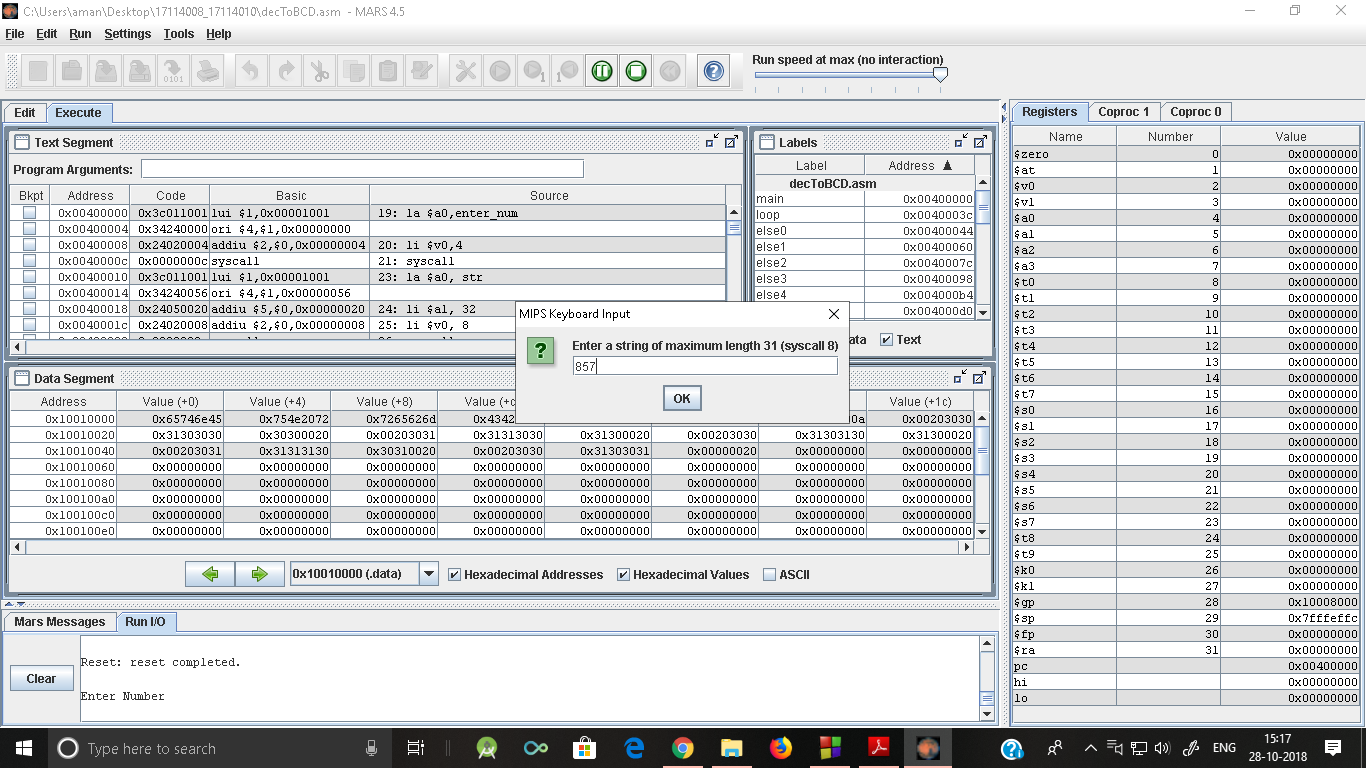 C:\Users\aman\Desktop\17114008_17114010\decToBCD.asm - MARS 4.5
File Edit Run Settings Tools Help
Run speed at max (no interaction)
Edit Execute
Text Segment
Program Arguments:
Bkpt Address Code Basic Source
0x00400000 0x3c011001 lui $1,0x00001001 19: la $a0,enter_num
0x00400004 0x34240000 ori $4,$1,0x00000000
0x00400008 0x24020004 addiu $2,$0,0x00000004 20: li $v0,4
0x0040000c 0x0000000c syscall 21: syscall
0x00400010 0x3c011001 lui $1,0x00001001 23: la $a0, str
0x00400014 0x34240056 ori $4,$1,0x00000056
0x00400018 0x24050020 addiu $5,$0,0x00000020 24: li $a1, 32
0x0040001c 0x24020008 addiu $2,$0,0x00000008 25: li $v0, 8
Labels
Label Address ▲
decToBCD.asm
main 0x00400000
loop 0x0040003c
else0 0x00400044
else1 0x00400060
else2 0x0040007c
else3 0x00400098
else4 0x004000b4
0x004000d0
ata Text
MIPS Keyboard Input
Enter a string of maximum length 31 (syscall 8)
857
OK
Data Segment
Address Value (+0) Value (+4) Value (+8) Value (+c Value (+1c)
0x10010000 0x65746e45 0x754e2072 0x7265626d 0x4342 0a 0x00203030
0x10010020 0x31303030 0x30300020 0x00203031 0x31313030 0x31300020 0x00203030 0x31303130 0x31300020
0x10010040 0x00203031 0x31313130 0x30310020 0x00203030 0x31303031 0x00000020 0x00000000 0x00000000
0x10010060 0x00000000 0x00000000 0x00000000 0x00000000 0x00000000 0x00000000 0x00000000 0x00000000
0x10010080 0x00000000 0x00000000 0x00000000 0x00000000 0x00000000 0x00000000 0x00000000 0x00000000
0x100100a0 0x00000000 0x00000000 0x00000000 0x00000000 0x00000000 0x00000000 0x00000000 0x00000000
0x100100c0 0x00000000 0x00000000 0x00000000 0x00000000 0x00000000 0x00000000 0x00000000 0x00000000
0x100100e0 0x00000000 0x00000000 0x00000000 0x00000000 0x00000000 0x00000000 0x00000000 0x00000000
0x10010000 (.data) Hexadecimal Addresses Hexadecimal Values ASCII
Mars Messages Run I/O
Clear
Reset: reset completed.
Enter Number
Registers Coproc 1 Coproc 0
Name Number Value
$zero 0 0x00000000
$at 1 0x00000000
$v0 2 0x00000000
$v1 3 0x00000000
$a0 4 0x00000000
$a1 5 0x00000000
$a2 6 0x00000000
$a3 7 0x00000000
$t0 8 0x00000000
$t1 9 0x00000000
$t2 10 0x00000000
$t3 11 0x00000000
$t4 12 0x00000000
$t5 13 0x00000000
$t6 14 0x00000000
$t7 15 0x00000000
$s0 16 0x00000000
$s1 17 0x00000000
$s2 18 0x00000000
$s3 19 0x00000000
$s4 20 0x00000000
$s5 21 0x00000000
$s6 22 0x00000000
$s7 23 0x00000000
$t8 24 0x00000000
$t9 25 0x00000000
$k0 26 0x00000000
$k1 27 0x00000000
$gp 28 0x10008000
$sp 29 0x7fffeffc
$fp 30 0x00000000
$ra 31 0x00000000
pc 0x00400000
hi 0x00000000
lo 0x00000000
Type here to search
ENG
15:17
28-10-2018